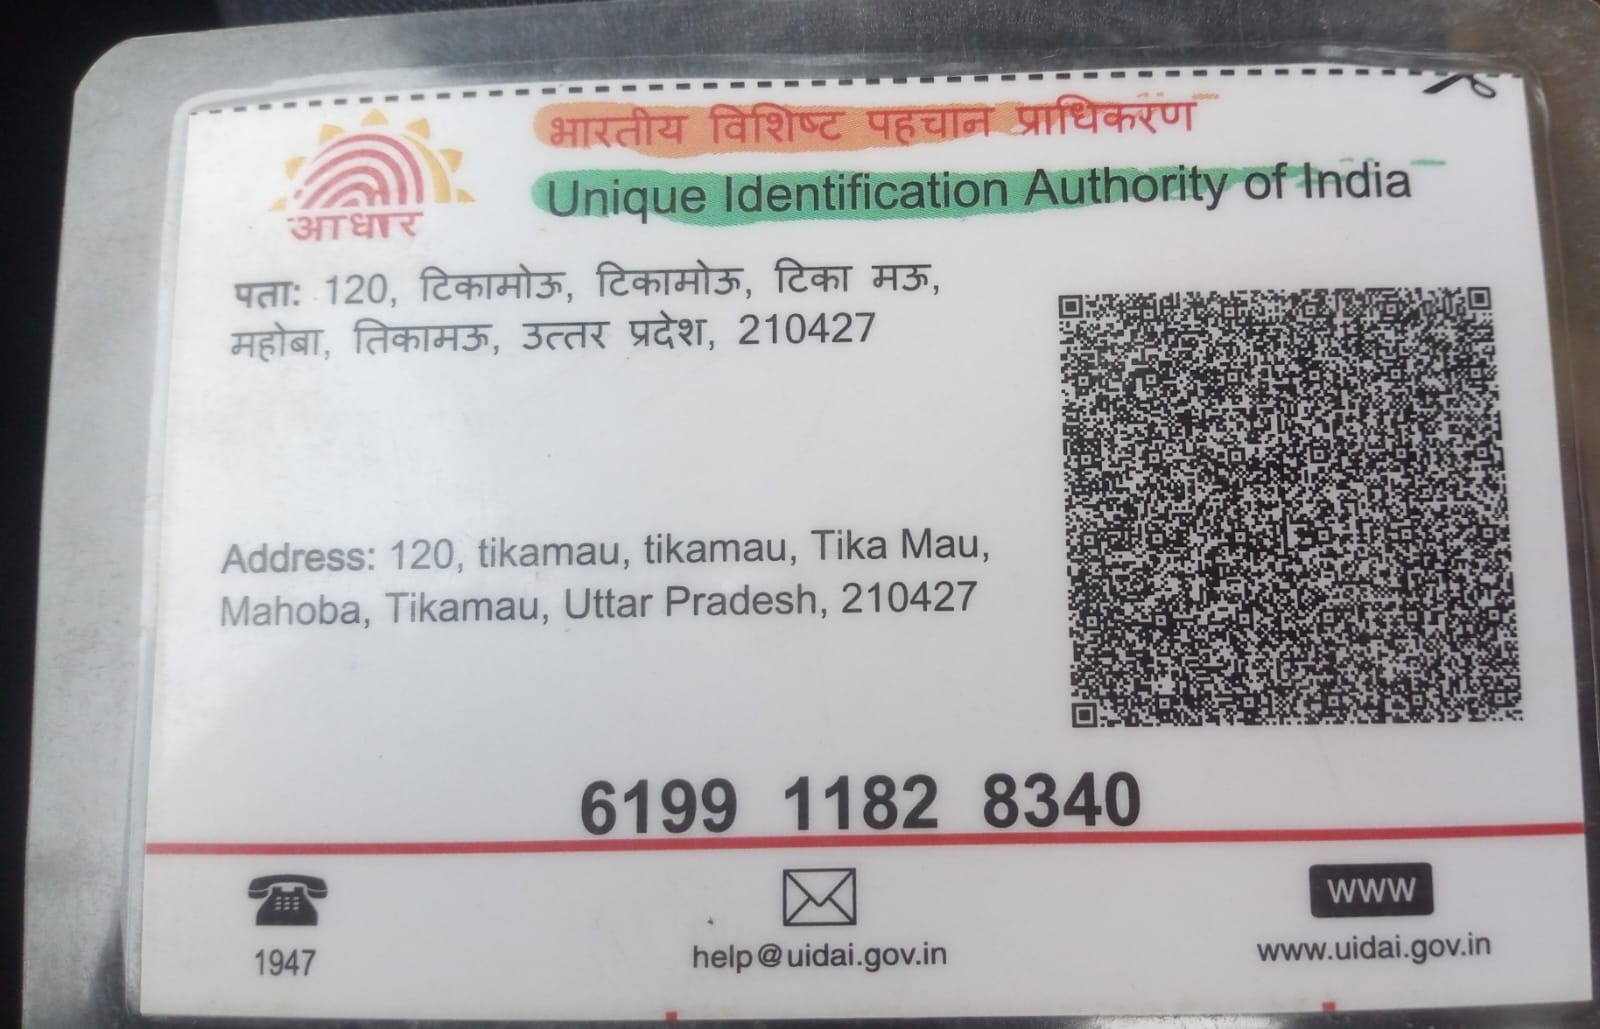 भारतीय विशिष्ट पहचान प्राधिकरण
आधार
Unique Identification Authority of India
पता: 120, टिकामोऊ, टिकामोऊ, टिका मऊ,
महोबा, तिकामऊ, उत्तर प्रदेश, 210427
Address: 120, tikamau, tikamau, Tika Mau,
Mahoba, Tikamau, Uttar Pradesh, 210427
6199 1182 8340
1947
help@uidai.gov.in
www
www.uidai.gov.in